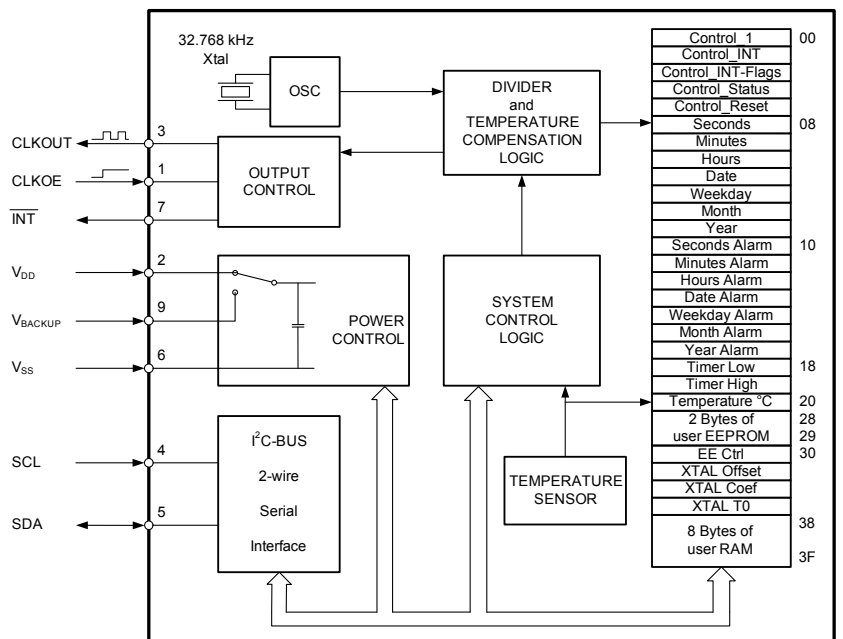 32.768 kHz
Xtal
OSC
DIVIDER
and
TEMPERATURE
COMPENSATION
LOGIC
CLKOUT
3
CLKOE
1
INT
7
OUTPUT
CONTROL
VDD
2
VBACKUP
9
VSS
6
POWER
CONTROL
SYSTEM
CONTROL
LOGIC
SCL
4
SDA
5
I²C-BUS
2-wire
Serial
Interface
TEMPERATURE
SENSOR
Control_1 00
Control_INT
Control_INT-Flags
Control_Status
Control_Reset
Seconds 08
Minutes
Hours
Date
Weekday
Month
Year
Seconds Alarm 10
Minutes Alarm
Hours Alarm
Date Alarm
Weekday Alarm
Month Alarm
Year Alarm
Timer Low 18
Timer High
Temperature °C 20
2 Bytes of 28
user EEPROM 29
EE Ctrl 30
XTAL Offset
XTAL Coef
XTAL T0
38
8 Bytes of
user RAM
3F